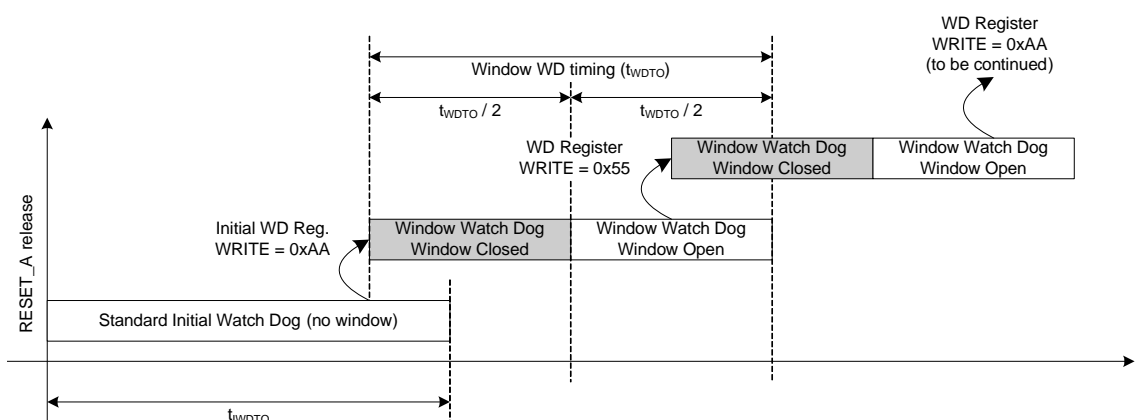 WD Register
WRITE = 0xAA
(to be continued)
Window WD timing (tWDTO)
tWDTO / 2
tWDTO / 2
WD Register
WRITE = 0x55
Window Watch Dog
Window Closed
Window Watch Dog
Window Open
Initial WD Reg.
WRITE = 0xAA
Window Watch Dog
Window Closed
Window Watch Dog
Window Open
RESET_A release
Standard Initial Watch Dog (no window)
tIWDTO